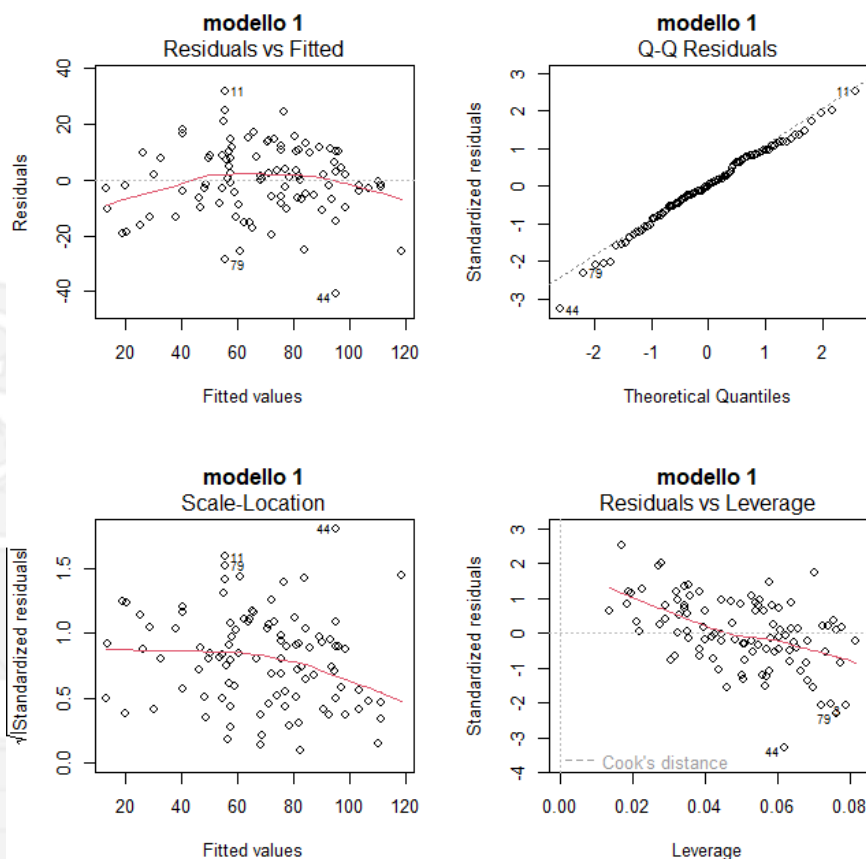 modello 1
Residuals vs Fitted
Residuals
40
20
0
-20
-40
11
79
44
20 40 60 80 100 120
Fitted values
modello 1
Q-Q Residuals
Standardized residuals
3
2
1
0
-1
-2
-3
11
79
44
-2 -1 0 1 2
Theoretical Quantiles
modello 1
Scale-Location
√|Standardized residuals|
1.5
1.0
0.5
0.0
44
11
79
20 40 60 80 100 120
Fitted values
modello 1
Residuals vs Leverage
Standardized residuals
3
2
1
0
-1
-2
-3
-4
79
44
Cook's distance
0.00 0.02 0.04 0.06 0.08
Leverage